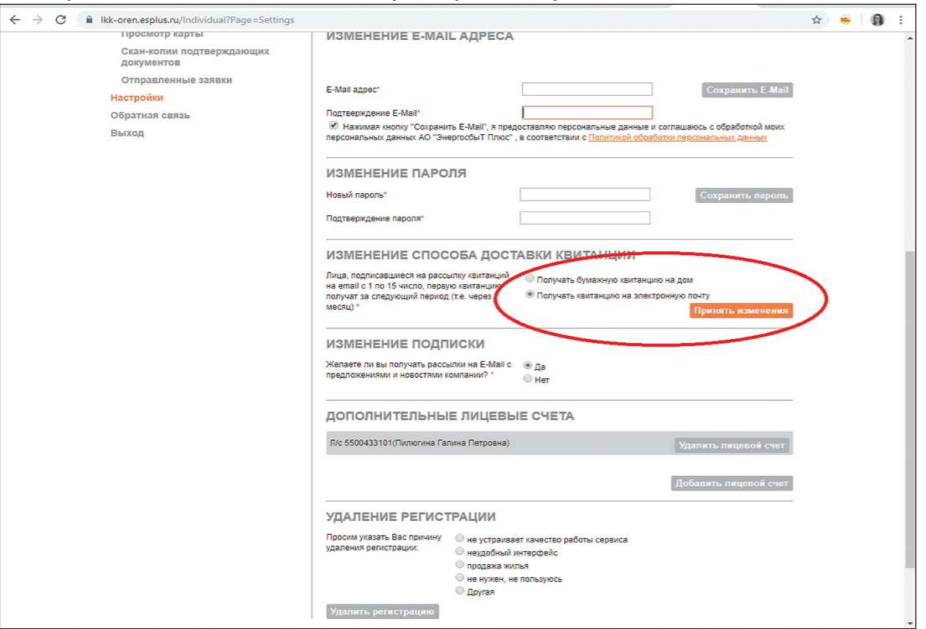 lkk-oren.esplus.ru/Individual?Page=Settings
Просмотр карты
Скан-копии подтверждающих
документов
Отправленные заявки
Настройки
Обратная связь
Выход
ИЗМЕНЕНИЕ E-MAIL АДРЕСА
E-Mail адрес*
Сохранить E-Mail
Подтверждение E-Mail*
Нажимая кнопку "Сохранить E-Mail", я предоставляю персональные данные и соглашаюсь с обработкой моих
персональных данных АО "ЭнергосбыТ Плюс" , в соответствии с Политикой обработки персональных данных
ИЗМЕНЕНИЕ ПАРОЛЯ
Новый пароль*
Сохранить пароль
Подтверждение пароля*
ИЗМЕНЕНИЕ СПОСОБА ДОСТАВКИ КВИТАНЦИИ
Лица, подписавшиеся на рассылку квитанций
на email с 1 по 15 число, первую квитанцию
получат за следующий период (т.е. через
месяц) *
Получать бумажную квитанцию на дом
Получать квитанцию на электронную почту
Принять изменения
ИЗМЕНЕНИЕ ПОДПИСКИ
Желаете ли вы получать рассылки на E-Mail с
предложениями и новостями компании? *
Да
Нет
ДОПОЛНИТЕЛЬНЫЕ ЛИЦЕВЫЕ СЧЕТА
Л/с 5500433101(Пилюгина Галина Петровна)
Удалить лицевой счет
Добавить лицевой счет
УДАЛЕНИЕ РЕГИСТРАЦИИ
Просим указать Вас причину
удаления регистрации:
не устраивает качество работы сервиса
неудобный интерфейс
продажа жилья
не нужен, не пользуюсь
Другая
Удалить регистрацию